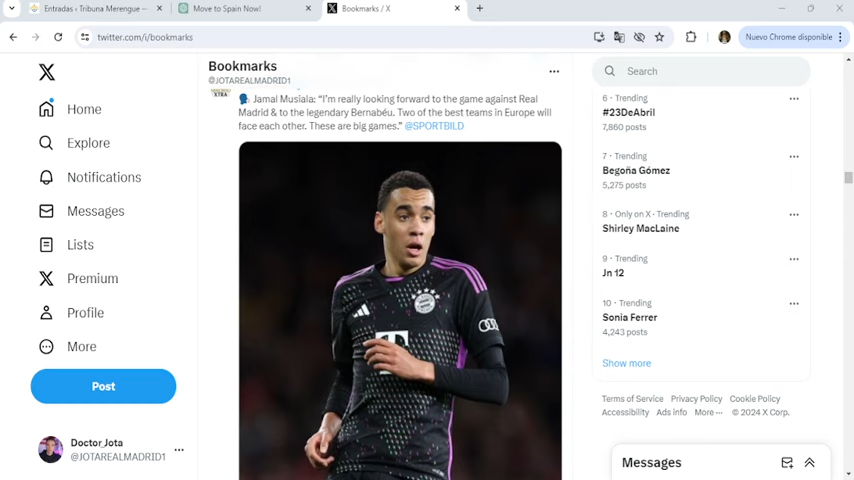 Entradas ‹ Tribuna Merengue —
Move to Spain Now!
Bookmarks / X
twitter.com/i/bookmarks
Nuevo Chrome disponible
Home
Explore
Notifications
Messages
Lists
Premium
Profile
More
Post
Doctor_Jota
@JOTAREALMADRID1
Bookmarks
@JOTAREALMADRID1
XTRA
Jamal Musiala: “I'm really looking forward to the game against Real
Madrid & to the legendary Bernabéu. Two of the best teams in Europe will
face each other. These are big games.” @SPORTBILD
T
Search
6 · Trending
#23DeAbril
7,860 posts
7 · Trending
Begoña Gómez
5,275 posts
8 · Only on X · Trending
Shirley MacLaine
9 · Trending
Jn 12
10 · Trending
Sonia Ferrer
4,243 posts
Show more
Terms of Service Privacy Policy Cookie Policy
Accessibility Ads info More ··· © 2024 X Corp.
Messages